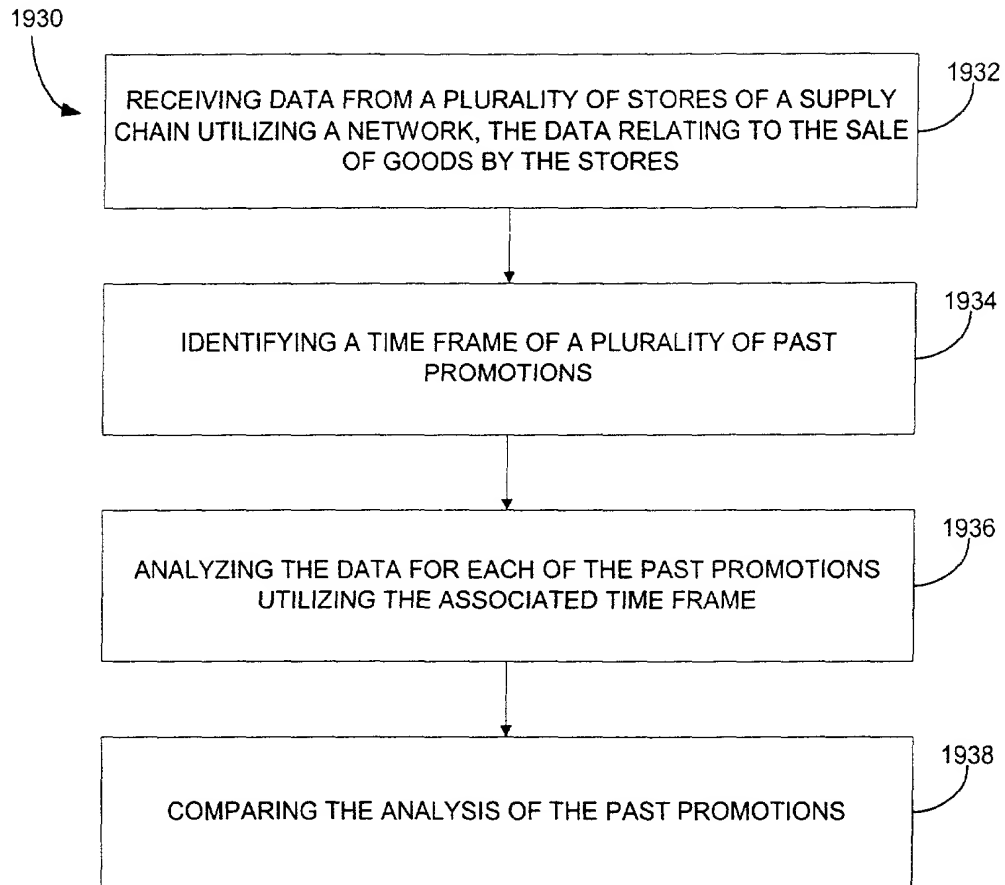 1930
1932
RECEIVING DATA FROM A PLURALITY OF STORES OF A SUPPLY
CHAIN UTILIZING A NETWORK, THE DATA RELATING TO THE SALE
OF GOODS BY THE STORES
1934
IDENTIFYING A TIME FRAME OF A PLURALITY OF PAST
PROMOTIONS
1936
ANALYZING THE DATA FOR EACH OF THE PAST PROMOTIONS
UTILIZING THE ASSOCIATED TIME FRAME
1938
COMPARING THE ANALYSIS OF THE PAST PROMOTIONS